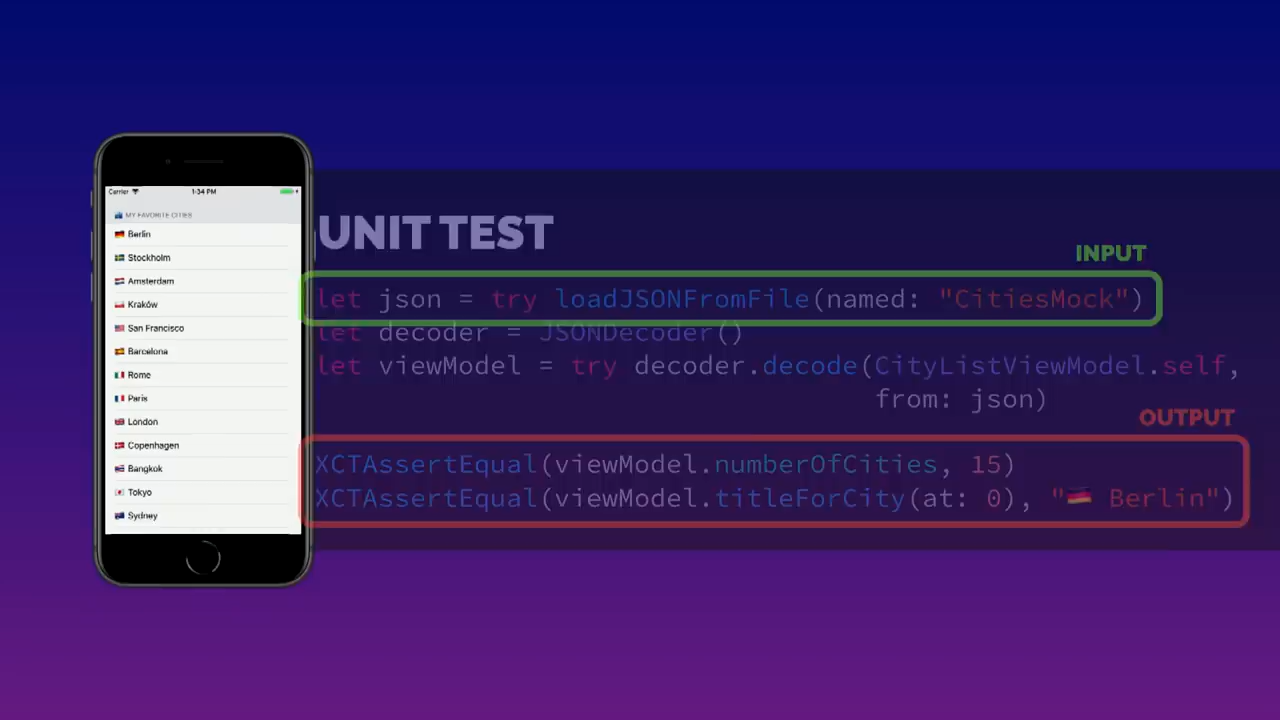 Carrier 1:34 PM
🏙 MY FAVORITE CITIES
🇩🇪 Berlin
🇸🇪 Stockholm
🇳🇱 Amsterdam
🇵🇱 Kraków
🇺🇸 San Francisco
🇪🇸 Barcelona
🇮🇹 Rome
🇫🇷 Paris
🇬🇧 London
🇩🇰 Copenhagen
🇹🇭 Bangkok
🇯🇵 Tokyo
🇦🇺 Sydney
UNIT TEST
INPUT
let json = try loadJSONFromFile(named: "CitiesMock")
let decoder = JSONDecoder()
let viewModel = try decoder.decode(CityListViewModel.self,
from: json)
OUTPUT
XCTAssertEqual(viewModel.numberOfCities, 15)
XCTAssertEqual(viewModel.titleForCity(at: 0), "🇩🇪 Berlin")